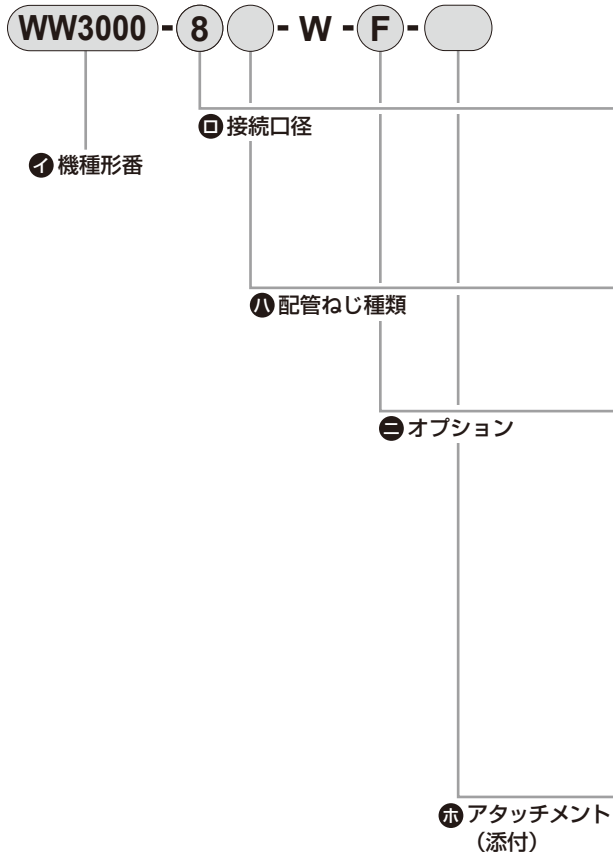 WW3000 - 8 - W - F -
ロ 接続口径
イ 機種形番
ハ 配管ねじ種類
ニ オプション
ホ アタッチメント
(添付)